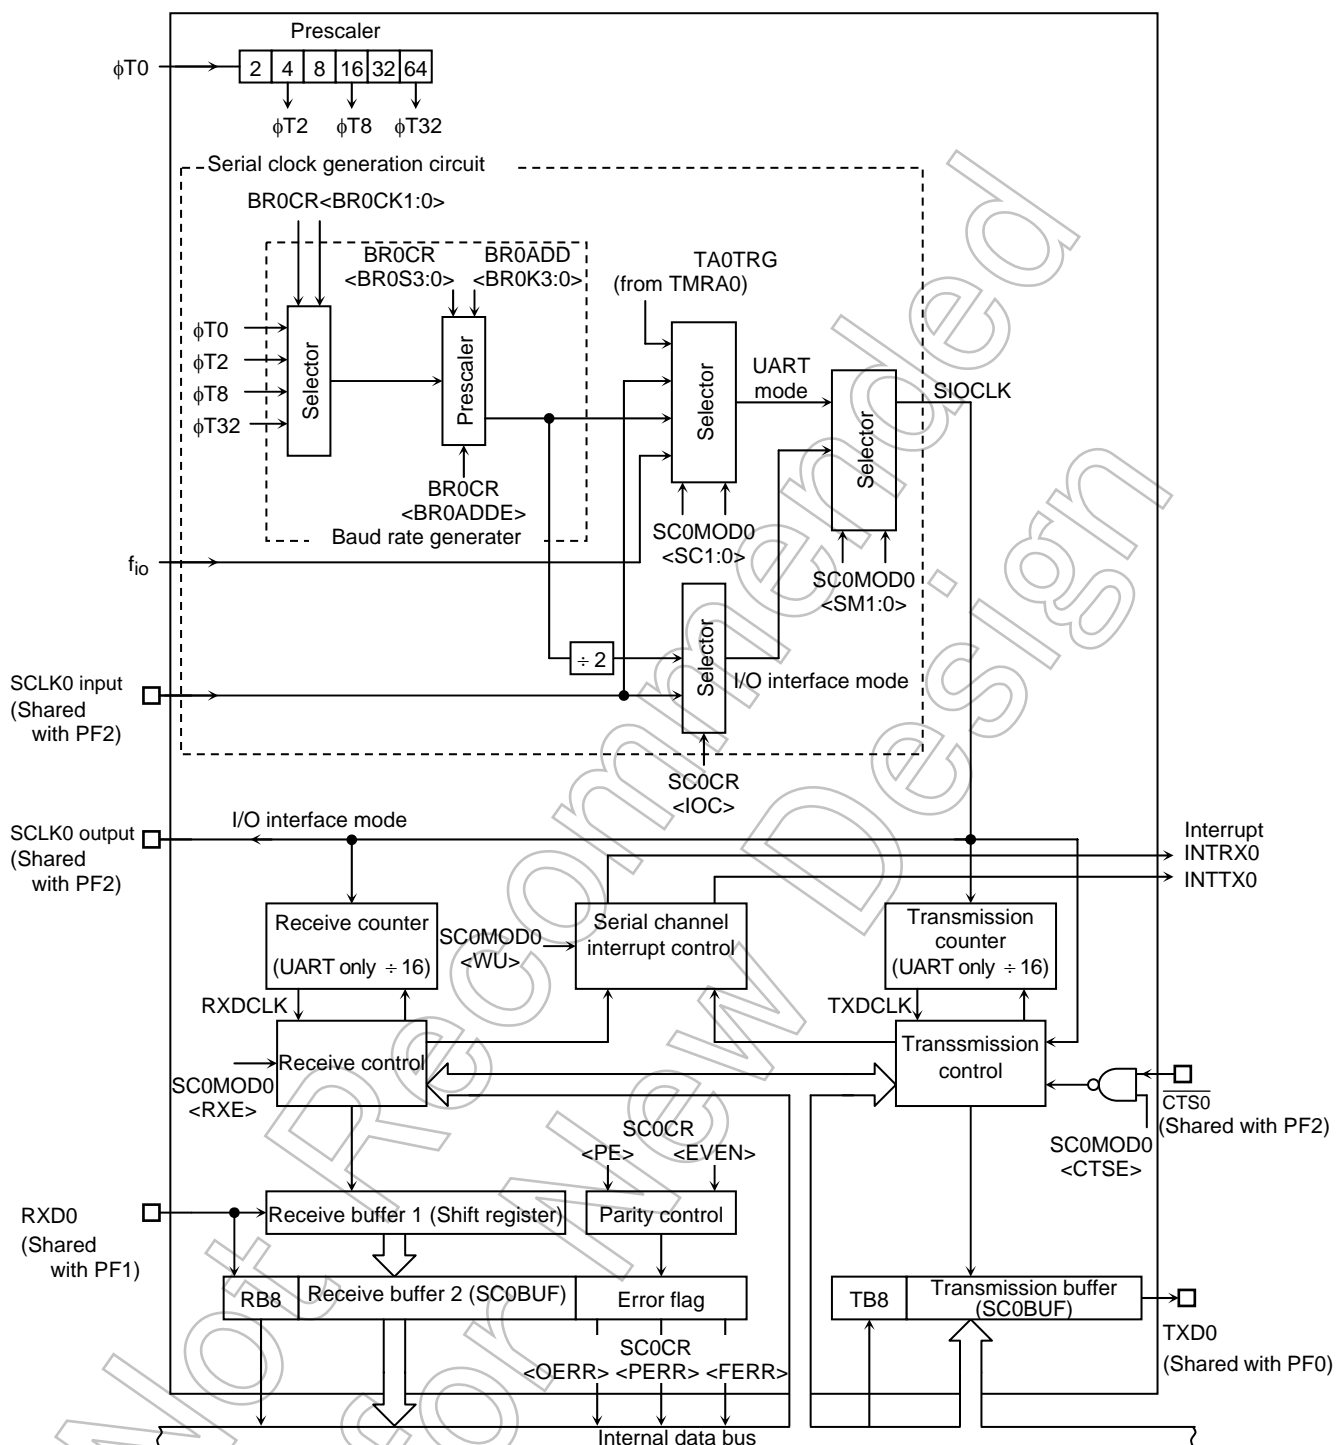 Prescaler
ϕT0
2 4 8 16 32 64
ϕT2 ϕT8 ϕT32
Serial clock generation circuit
BR0CR<BR0CK1:0>
BR0CR
<BR0S3:0>
BR0ADD
<BR0K3:0>
TA0TRG
(from TMRA0)
ϕT0
ϕT2
ϕT8
ϕT32
Selector
Prescaler
Selector
UART
mode
Selector
SIOCLK
BR0CR
<BR0ADDE>
Baud rate generater
SC0MOD0
<SC1:0>
fio
SC0MOD0
<SM1:0>
÷ 2
Selector
I/O interface mode
SCLK0 input
(Shared
with PF2)
SC0CR
<IOC>
SCLK0 output
(Shared
with PF2)
I/O interface mode
Interrupt
INTRX0
INTTX0
Receive counter
(UART only ÷ 16)
SC0MOD0
<WU>
Serial channel
interrupt control
Transmission
counter
(UART only ÷ 16)
RXDCLK
TXDCLK
Receive control
SC0MOD0
<RXE>
Transsmission
control
CTS0
(Shared with PF2)
SC0MOD0
<CTSE>
SC0CR
<PE> <EVEN>
RXD0
(Shared
with PF1)
Receive buffer 1 (Shift register)
Parity control
RB8
Receive buffer 2 (SC0BUF)
Error flag
TB8
Transmission buffer
(SC0BUF)
TXD0
(Shared with PF0)
SC0CR
<OERR> <PERR> <FERR>
Internal data bus
Not Recommended
for New Design